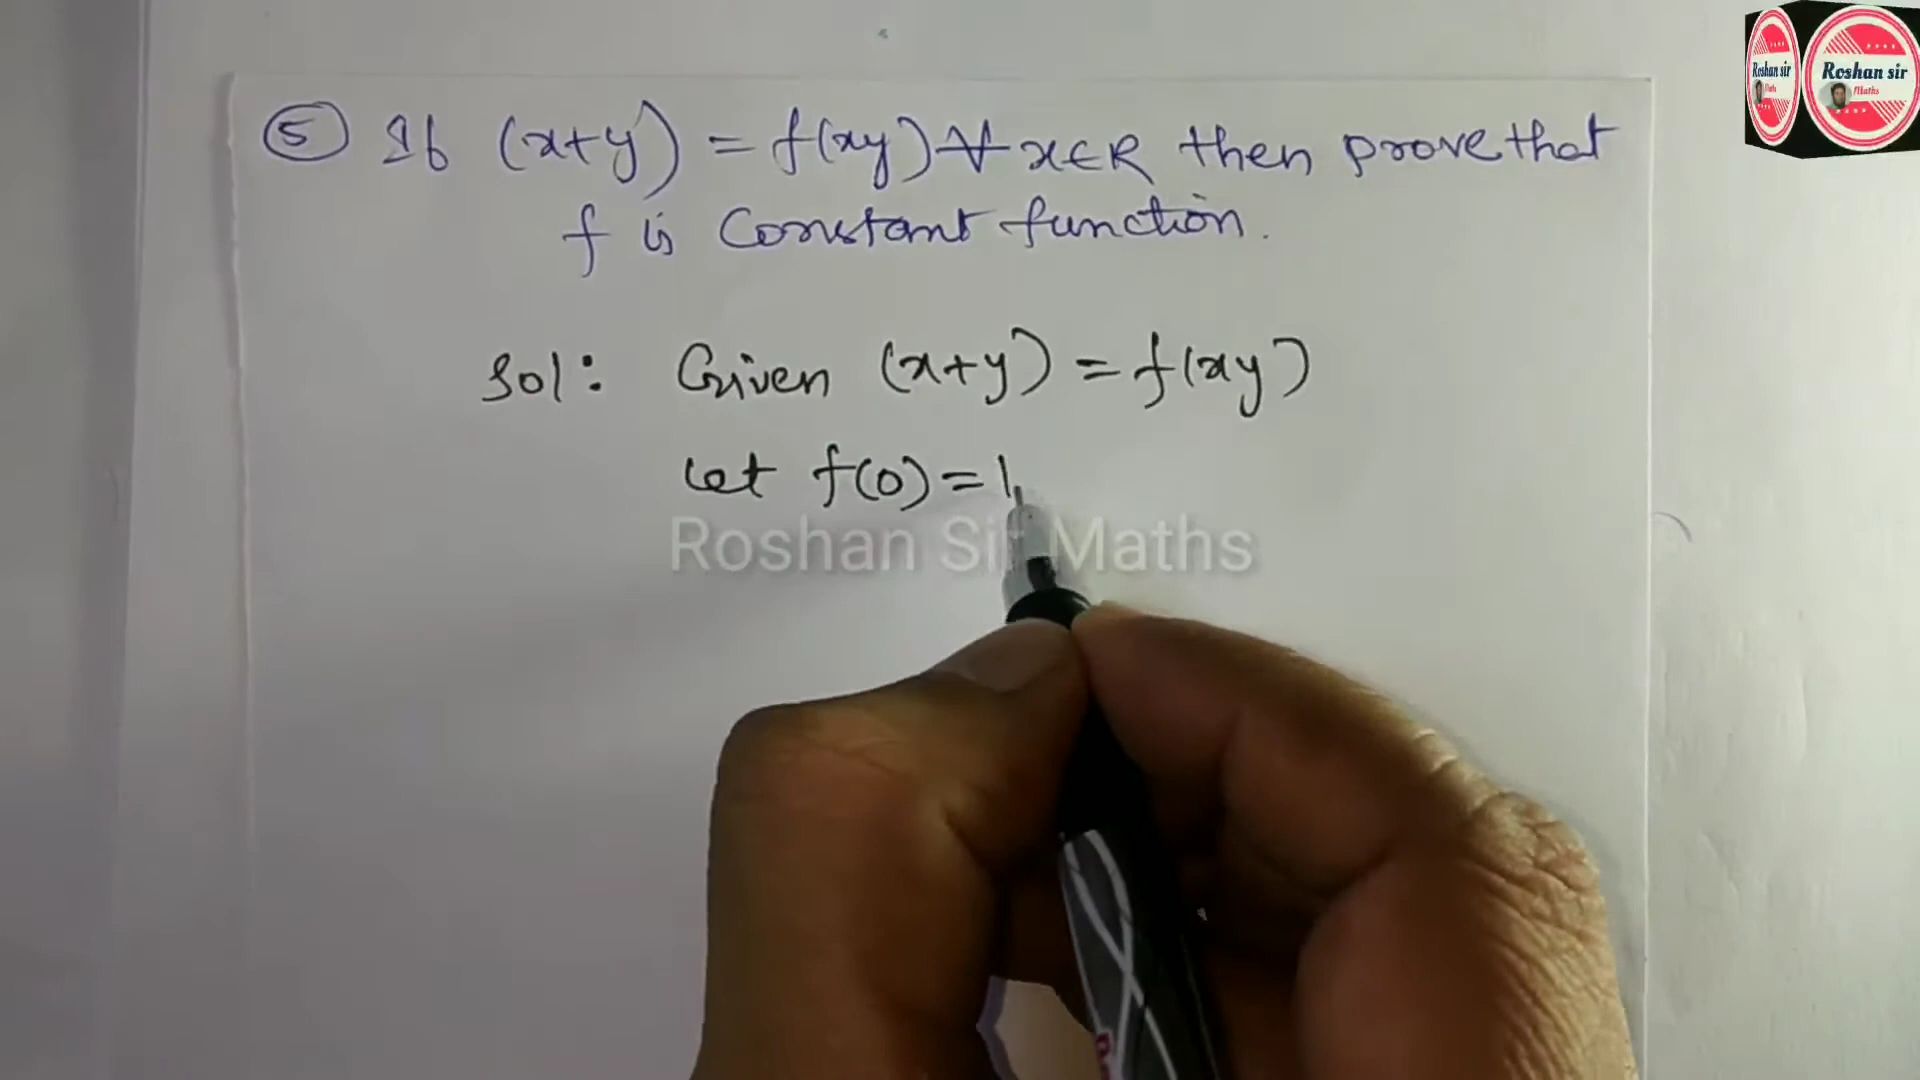 Roshan sir
Maths
Roshan sir
Maths
⑤ If (x+y) = f(xy) ∀ x∈R then prove that
f is Constant function.
Sol: Given (x+y) = f(xy)
Let f(0) = 1
Roshan Sir Maths